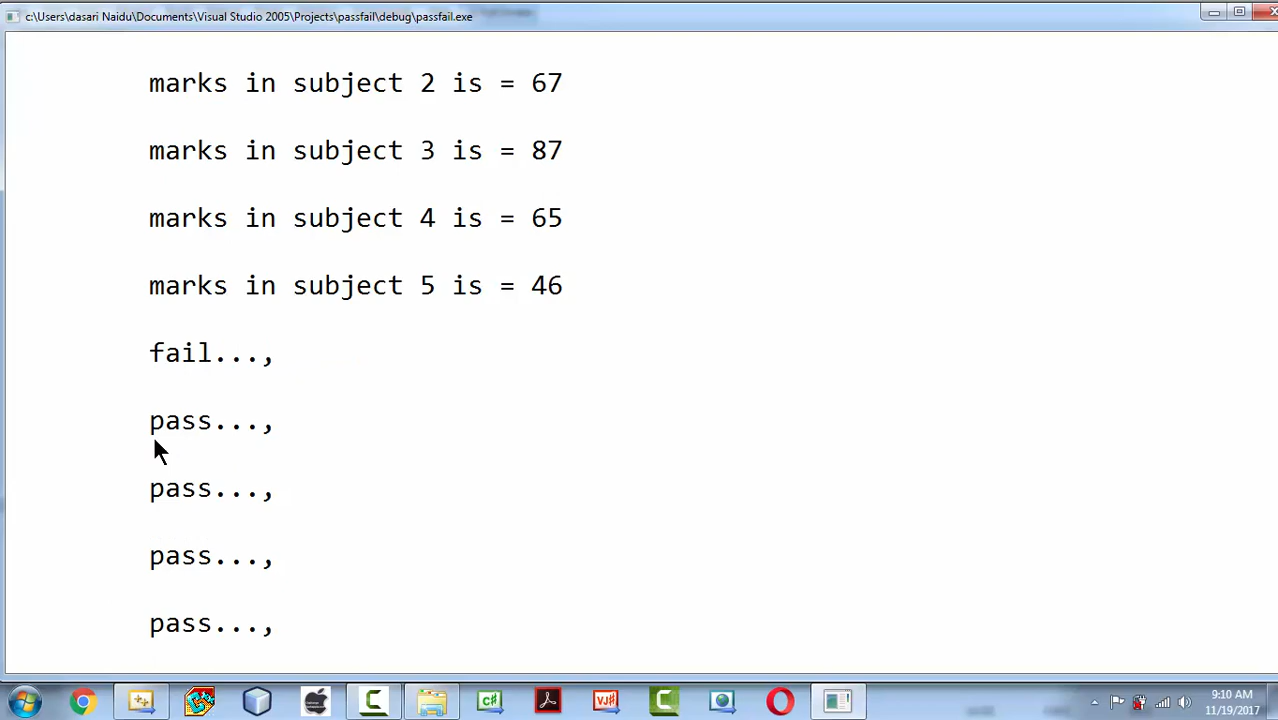 c:\Users\dasari Naidu\Documents\Visual Studio 2005\Projects\passfail\debug\passfail.exe
marks in subject 2 is = 67
marks in subject 3 is = 87
marks in subject 4 is = 65
marks in subject 5 is = 46
fail...,
pass...,
pass...,
pass...,
pass...,
9:10 AM
11/19/2017